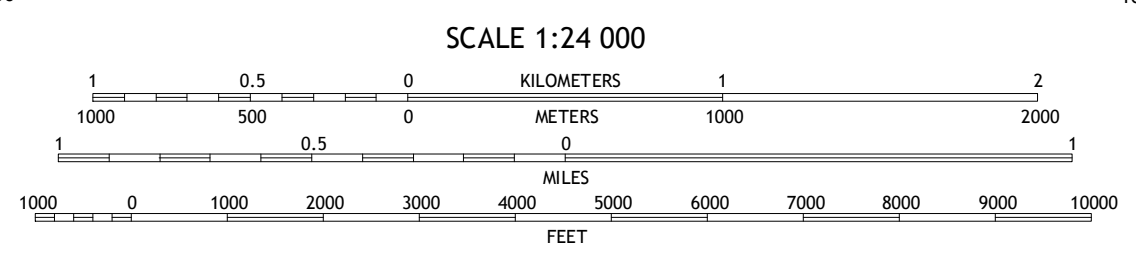 SCALE 1:24 000
1 0.5 0 KILOMETERS 1 2
1000 500 0 METERS 1000 2000
1 0.5 0 1
MILES
1000 0 1000 2000 3000 4000 5000 6000 7000 8000 9000 10000
FEET